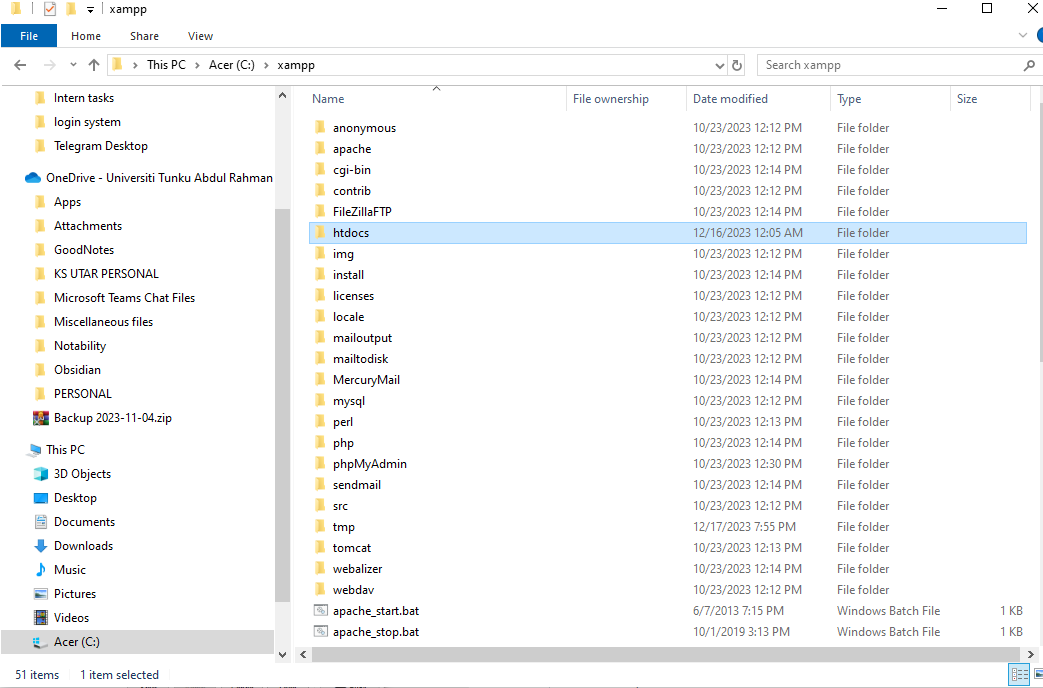 xampp
File Home Share View
This PC Acer (C:) xampp Search xampp
Intern tasks
login system
Telegram Desktop
OneDrive - Universiti Tunku Abdul Rahman
Apps
Attachments
GoodNotes
KS UTAR PERSONAL
Microsoft Teams Chat Files
Miscellaneous files
Notability
Obsidian
PERSONAL
Backup 2023-11-04.zip
This PC
3D Objects
Desktop
Documents
Downloads
Music
Pictures
Videos
Acer (C:)
Name File ownership Date modified Type Size
anonymous 10/23/2023 12:12 PM File folder
apache 10/23/2023 12:12 PM File folder
cgi-bin 10/23/2023 12:14 PM File folder
contrib 10/23/2023 12:12 PM File folder
FileZillaFTP 10/23/2023 12:14 PM File folder
htdocs 12/16/2023 12:05 AM File folder
img 10/23/2023 12:12 PM File folder
install 10/23/2023 12:14 PM File folder
licenses 10/23/2023 12:12 PM File folder
locale 10/23/2023 12:12 PM File folder
mailoutput 10/23/2023 12:12 PM File folder
mailtodisk 10/23/2023 12:12 PM File folder
MercuryMail 10/23/2023 12:14 PM File folder
mysql 10/23/2023 12:12 PM File folder
perl 10/23/2023 12:13 PM File folder
php 10/23/2023 12:14 PM File folder
phpMyAdmin 10/23/2023 12:30 PM File folder
sendmail 10/23/2023 12:14 PM File folder
src 10/23/2023 12:12 PM File folder
tmp 12/17/2023 7:55 PM File folder
tomcat 10/23/2023 12:13 PM File folder
webalizer 10/23/2023 12:14 PM File folder
webdav 10/23/2023 12:12 PM File folder
apache_start.bat 6/7/2013 7:15 PM Windows Batch File 1 KB
apache_stop.bat 10/1/2019 3:13 PM Windows Batch File 1 KB
51 items 1 item selected